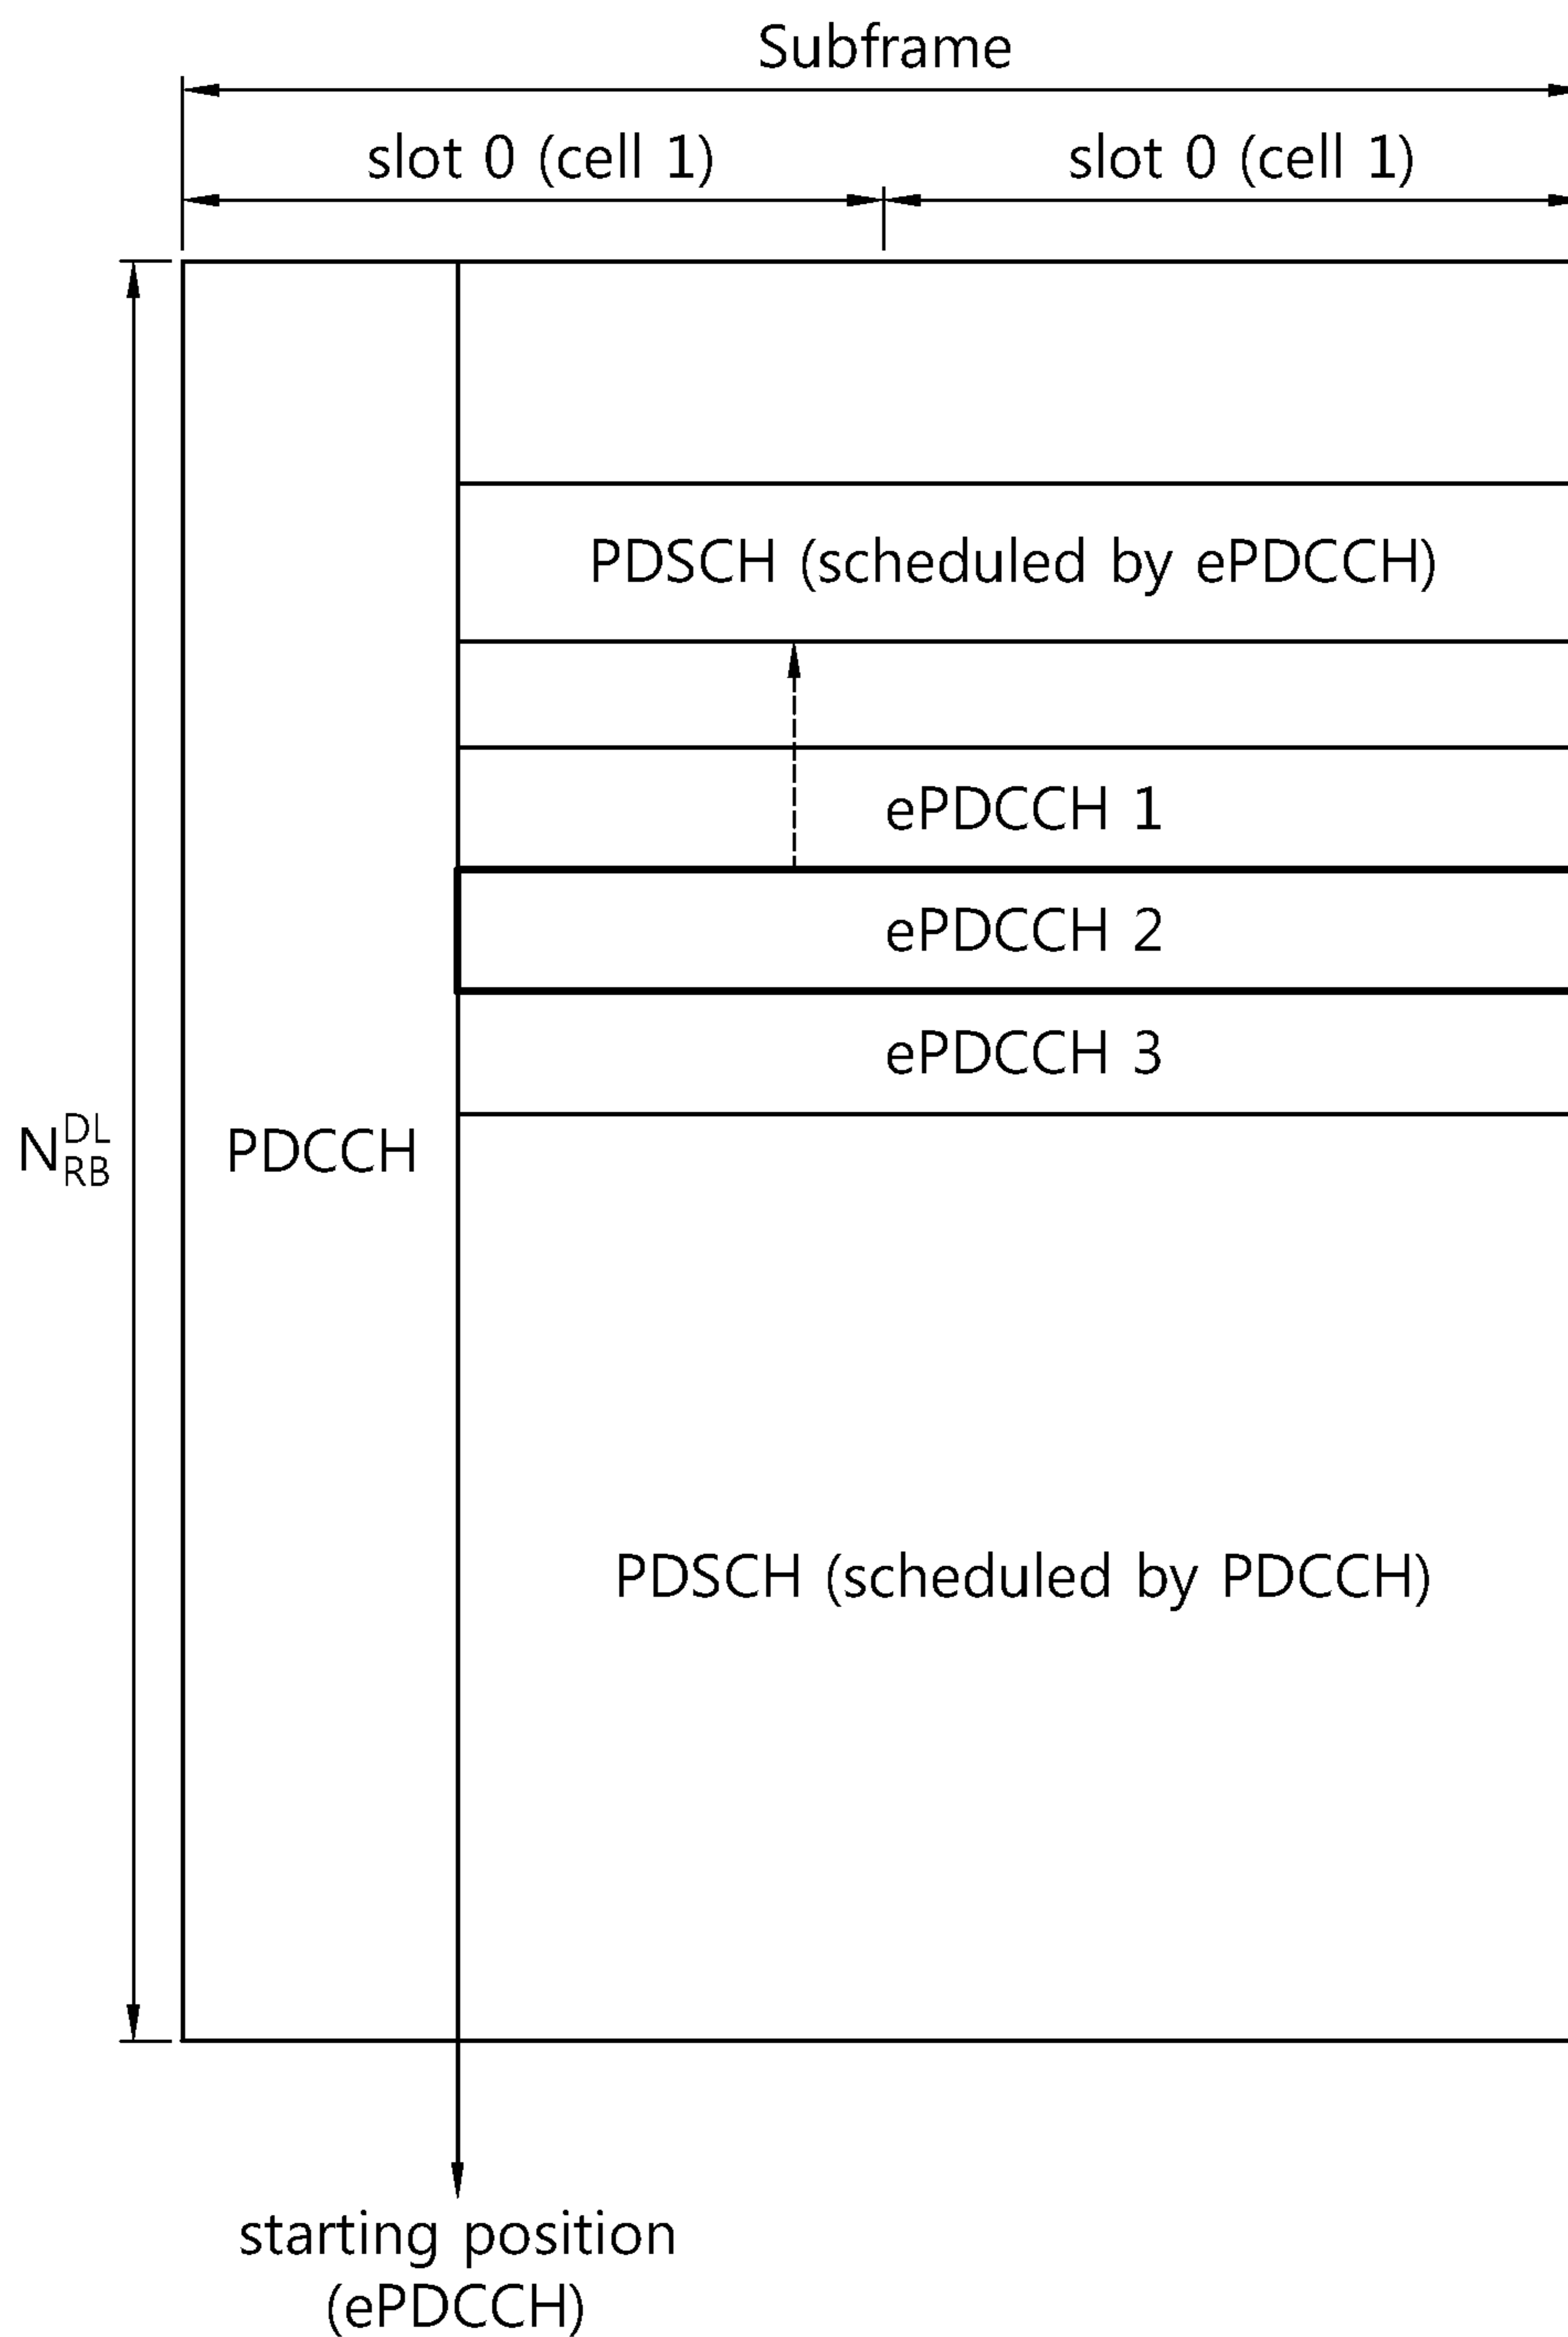 Subframe
slot 0 (cell 1) slot 0 (cell 1)
PDSCH (scheduled by ePDCCH)
ePDCCH 1
ePDCCH 2
ePDCCH 3
N DL RB
PDCCH
PDSCH (scheduled by PDCCH)
starting position
(ePDCCH)